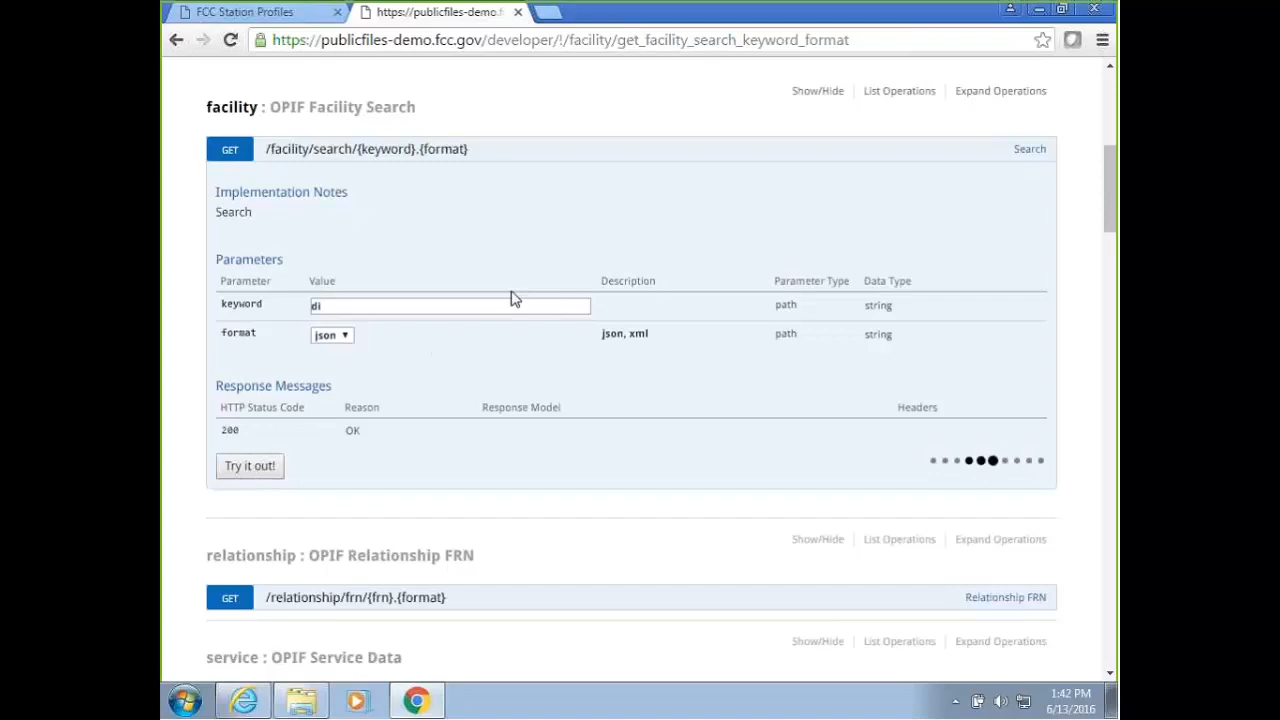 FCC Station Profiles
https://publicfiles-demo.
https://publicfiles-demo.fcc.gov/developer/!/facility/get_facility_search_keyword_format
facility : OPIF Facility Search
Show/Hide List Operations Expand Operations
GET /facility/search/{keyword}.{format} Search
Implementation Notes
Search
Parameters
Parameter Value Description Parameter Type Data Type
keyword di path string
format json json, xml path string
Response Messages
HTTP Status Code Reason Response Model Headers
200 OK
Try it out!
relationship : OPIF Relationship FRN
Show/Hide List Operations Expand Operations
GET /relationship/frn/{frn}.{format} Relationship FRN
service : OPIF Service Data
Show/Hide List Operations Expand Operations
1:42 PM
6/13/2016